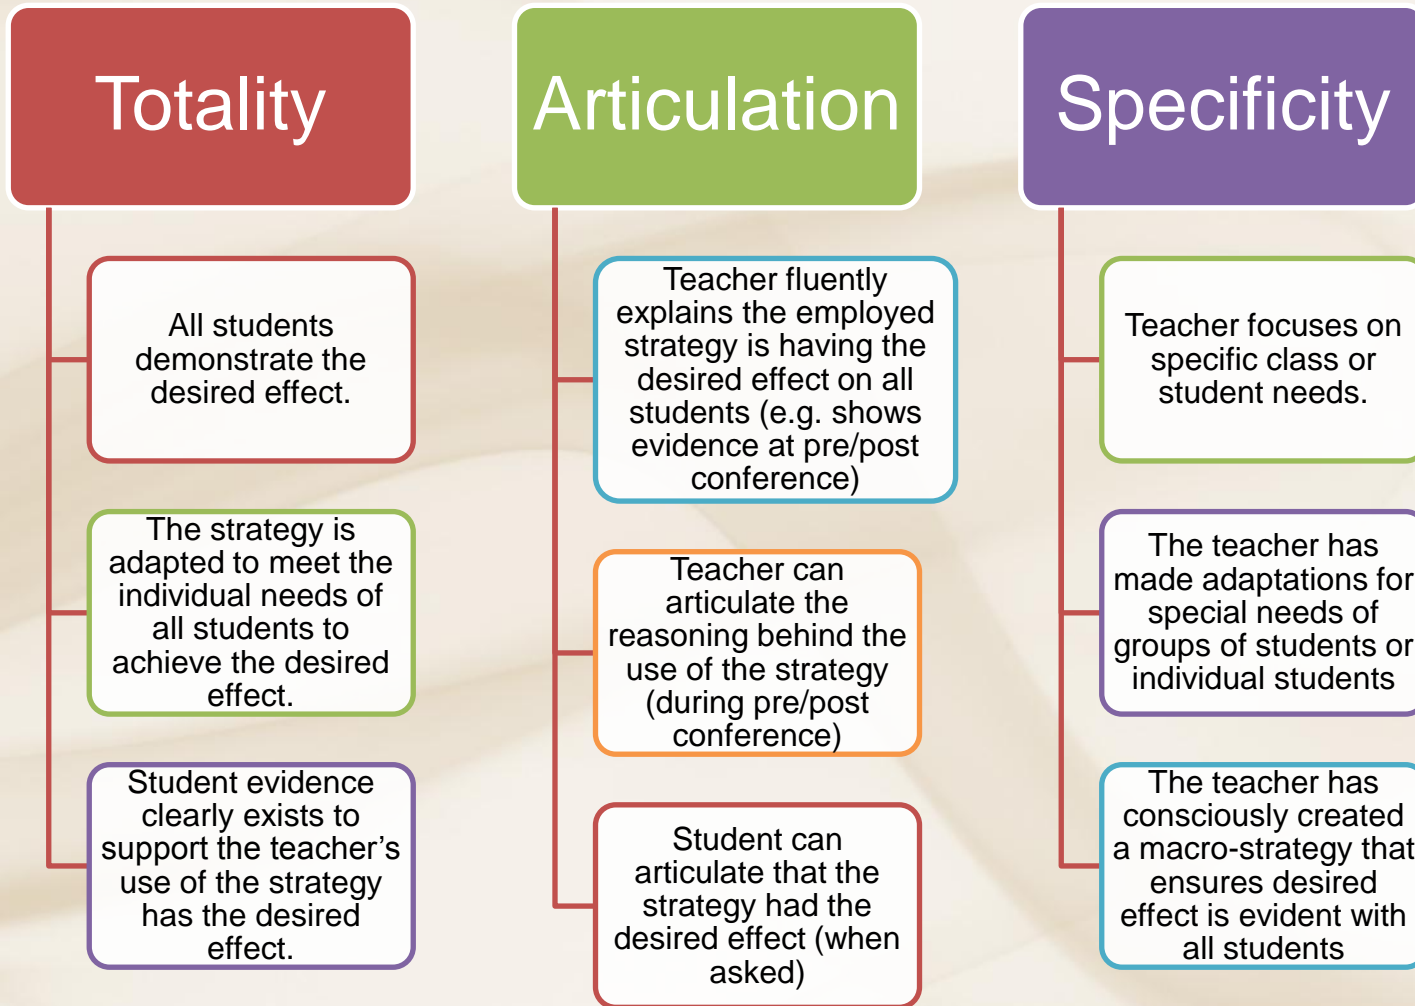 Totality
All students
demonstrate the
desired effect.
The strategy is
adapted to meet the
individual needs of
all students to
achieve the desired
effect.
Student evidence
clearly exists to
support the teacher’s
use of the strategy
has the desired
effect.
Articulation
Teacher fluently
explains the employed
strategy is having the
desired effect on all
students (e.g. shows
evidence at pre/post
conference)
Teacher can
articulate the
reasoning behind the
use of the strategy
(during pre/post
conference)
Student can
articulate that the
strategy had the
desired effect (when
asked)
Specificity
Teacher focuses on
specific class or
student needs.
The teacher has
made adaptations for
special needs of
groups of students or
individual students
The teacher has
consciously created
a macro-strategy that
ensures desired
effect is evident with
all students